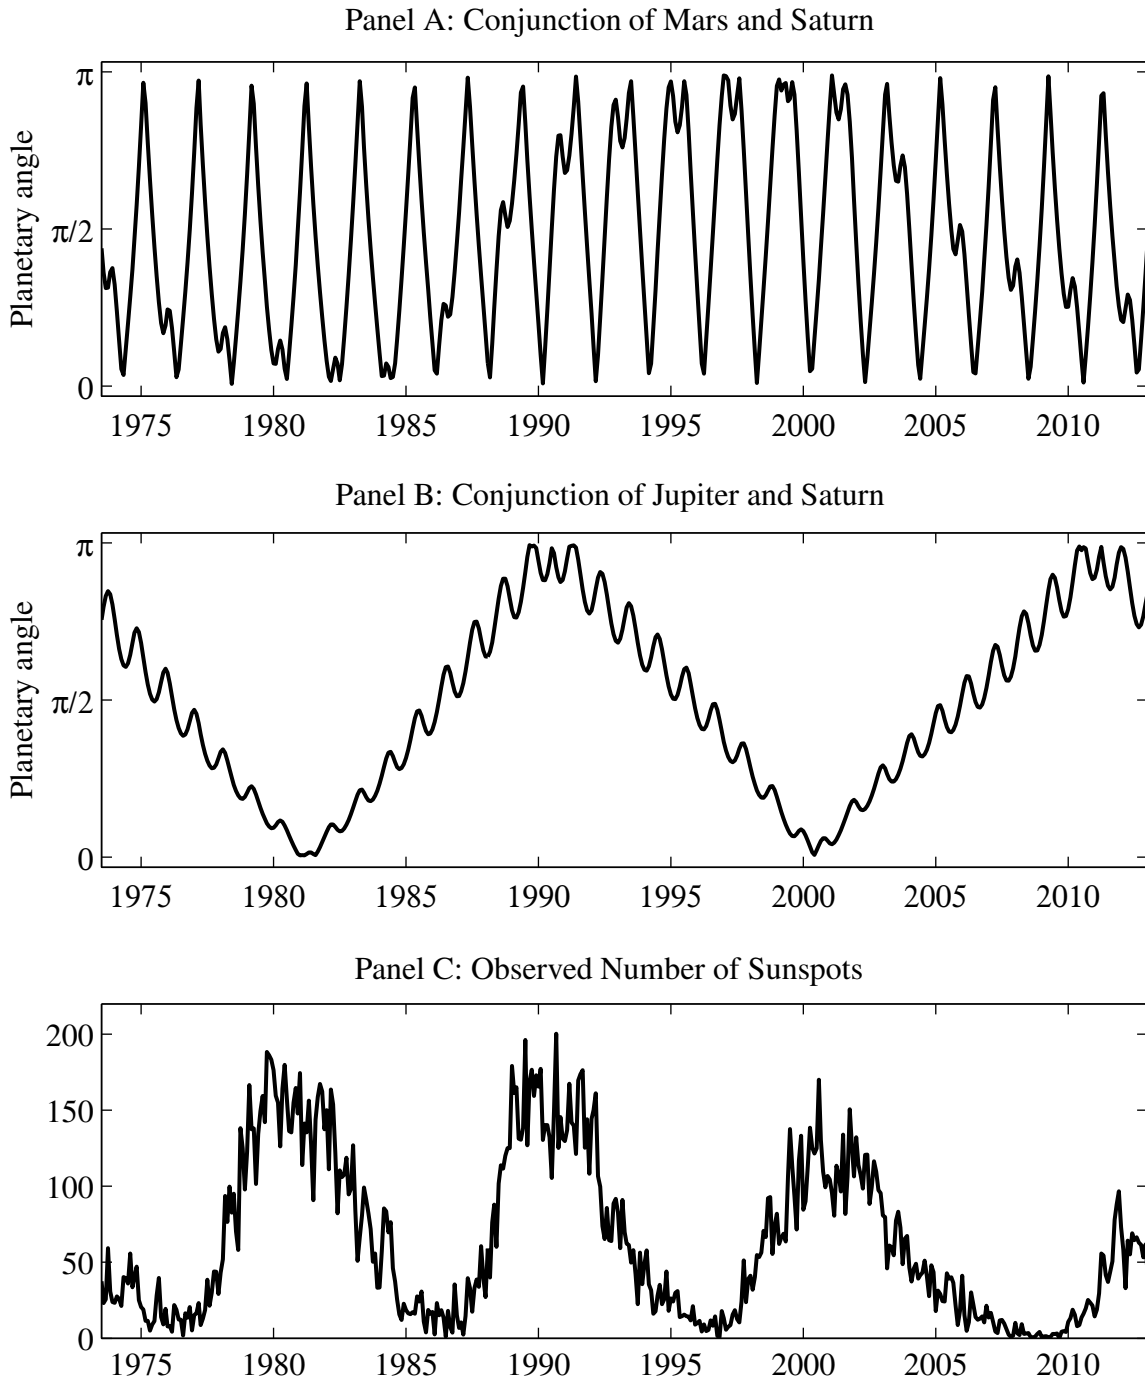 Panel A: Conjunction of Mars and Saturn
Planetary angle
π
π/2
0
1975 1980 1985 1990 1995 2000 2005 2010
Panel B: Conjunction of Jupiter and Saturn
Planetary angle
π
π/2
0
1975 1980 1985 1990 1995 2000 2005 2010
Panel C: Observed Number of Sunspots
200
150
100
50
0
1975 1980 1985 1990 1995 2000 2005 2010